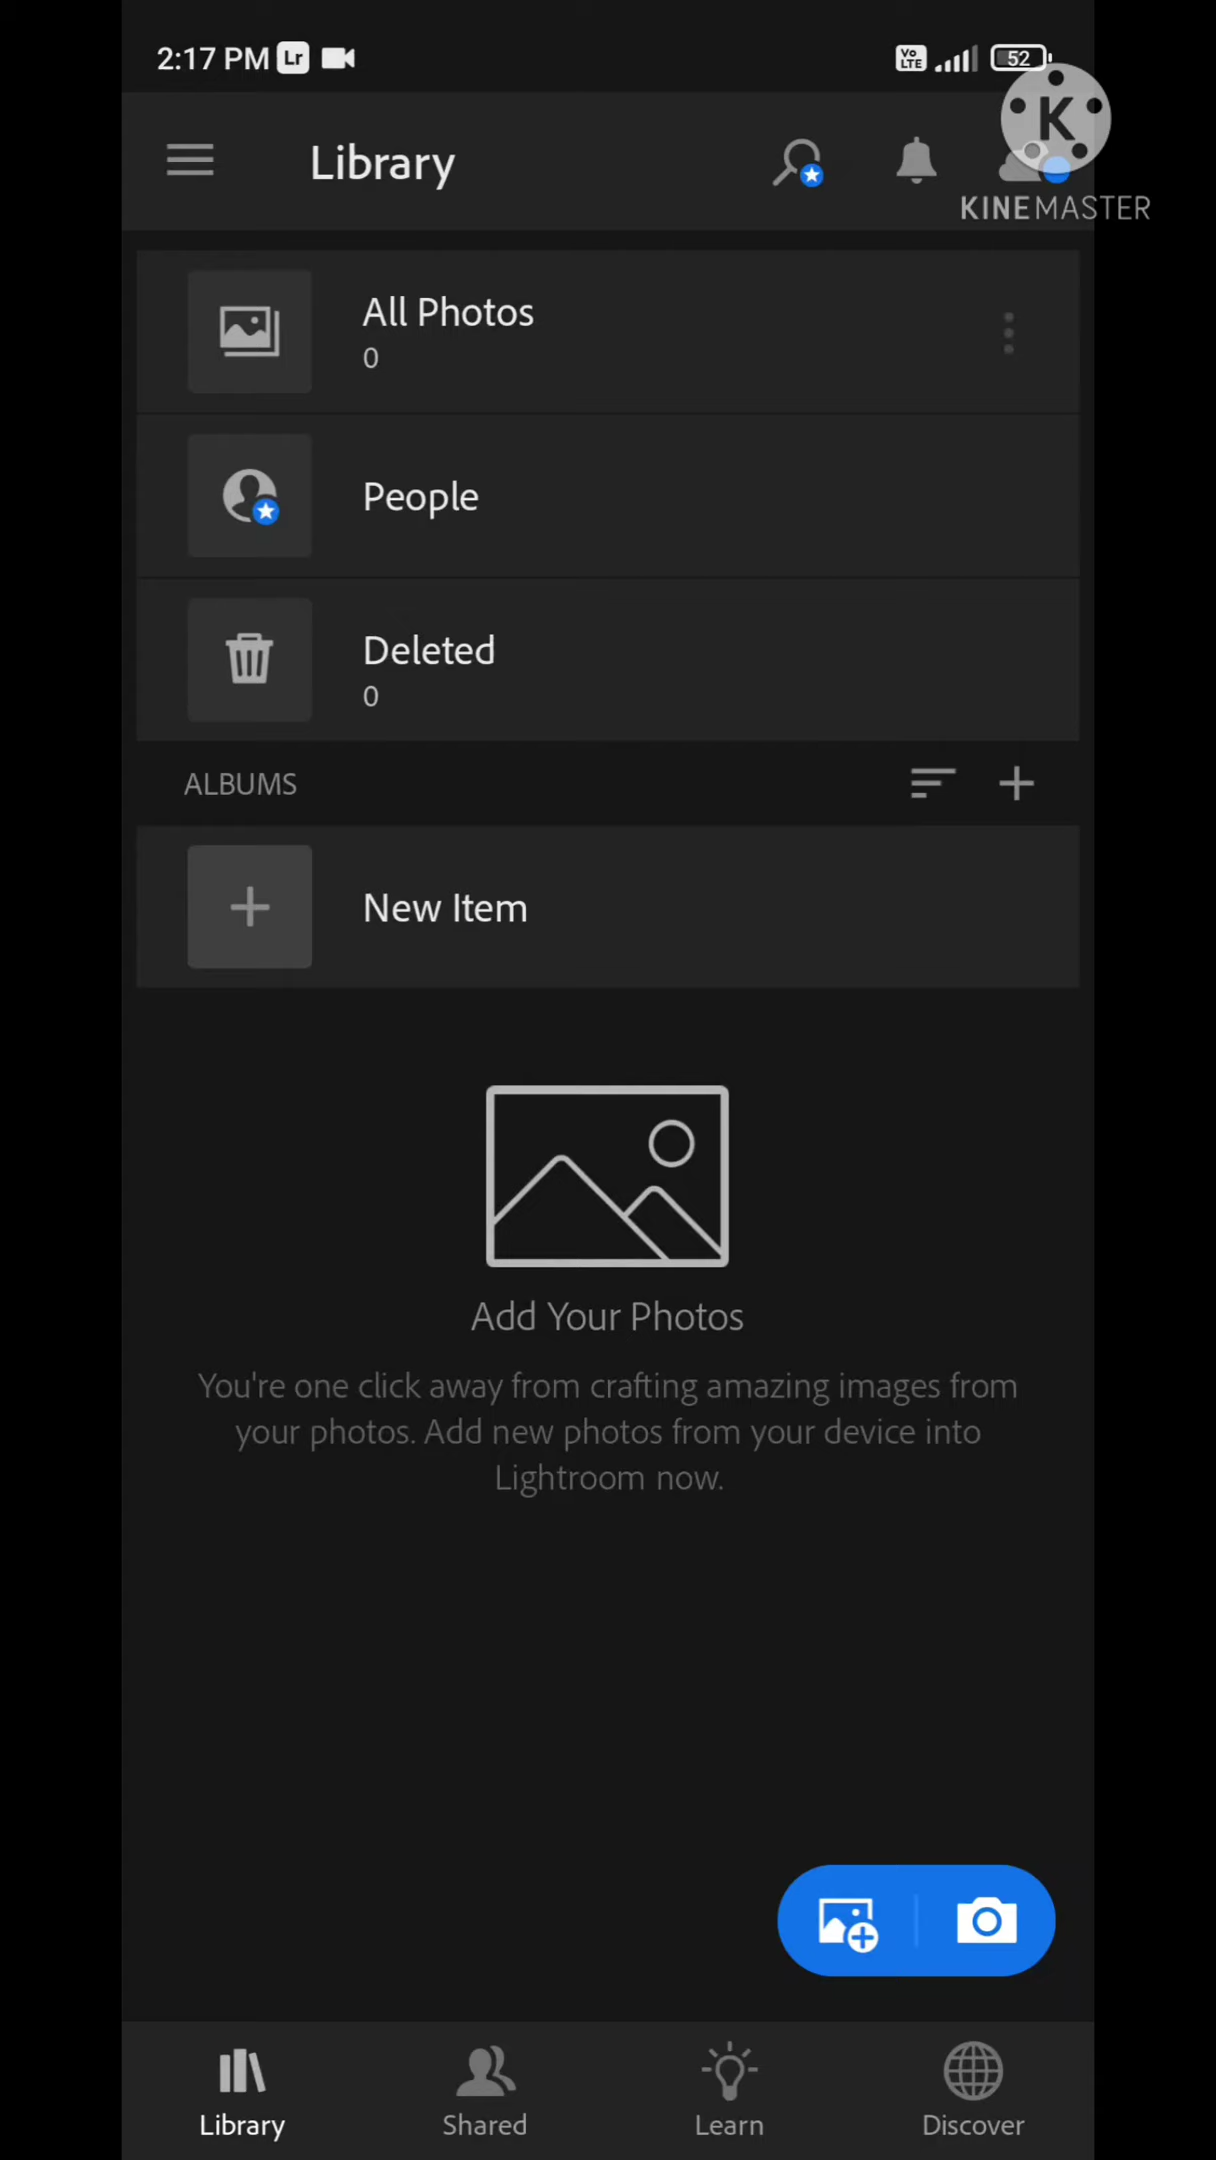 2:17 PM Lr Vo LTE 52
K
KINEMASTER
Library
All Photos
0
People
Deleted
0
ALBUMS
New Item
Add Your Photos
You're one click away from crafting amazing images from
your photos. Add new photos from your device into
Lightroom now.
Library Shared Learn Discover